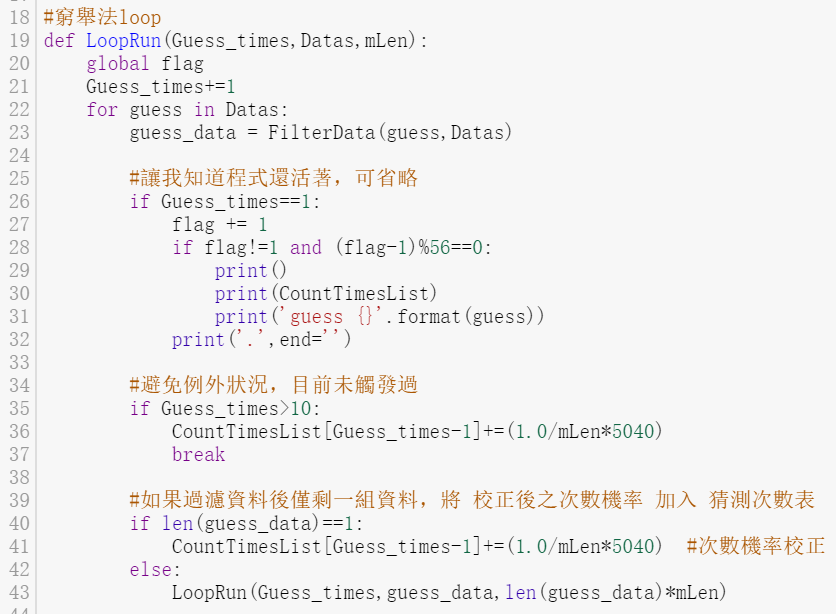 18 #窮舉法loop
19 def LoopRun(Guess_times,Datas,mLen):
20     global flag
21     Guess_times+=1
22     for guess in Datas:
23         guess_data = FilterData(guess,Datas)
24
25         #讓我知道程式還活著，可省略
26         if Guess_times==1:
27             flag += 1
28             if flag!=1 and (flag-1)%56==0:
29                 print()
30                 print(CountTimesList)
31                 print('guess {}'.format(guess))
32             print('.',end='')
33
34         #避免例外狀況，目前未觸發過
35         if Guess_times>10:
36             CountTimesList[Guess_times-1]+=(1.0/mLen*5040)
37             break
38
39         #如果過濾資料後僅剩一組資料，將 校正後之次數機率 加入 猜測次數表
40         if len(guess_data)==1:
41             CountTimesList[Guess_times-1]+=(1.0/mLen*5040)  #次數機率校正
42         else:
43             LoopRun(Guess_times,guess_data,len(guess_data)*mLen)